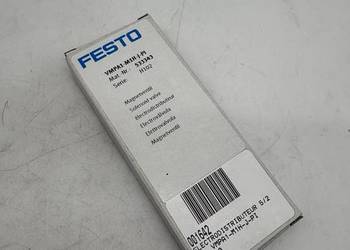 FESTO
VMPA1-M1H-J-PI
Mat.-Nr.: 533343
Serie: H102
Magnetventil
Solenoid valve
Electrodistributeur
Electroválvula
Elettrovalvola
Magnetventil
001642
ELECTRODISTRIBUTEUR 5/2
VMPA1-M1H-J-PI